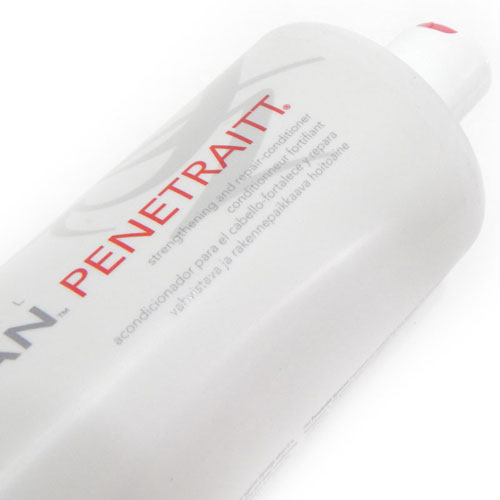 L
AN™
PENETRAITT®
strengthening and repair-conditioner
conditionneur fortifiant
acondicionador para el cabello-fortalece y repara
vahvistava ja rakennepaikkaava hoitoaine